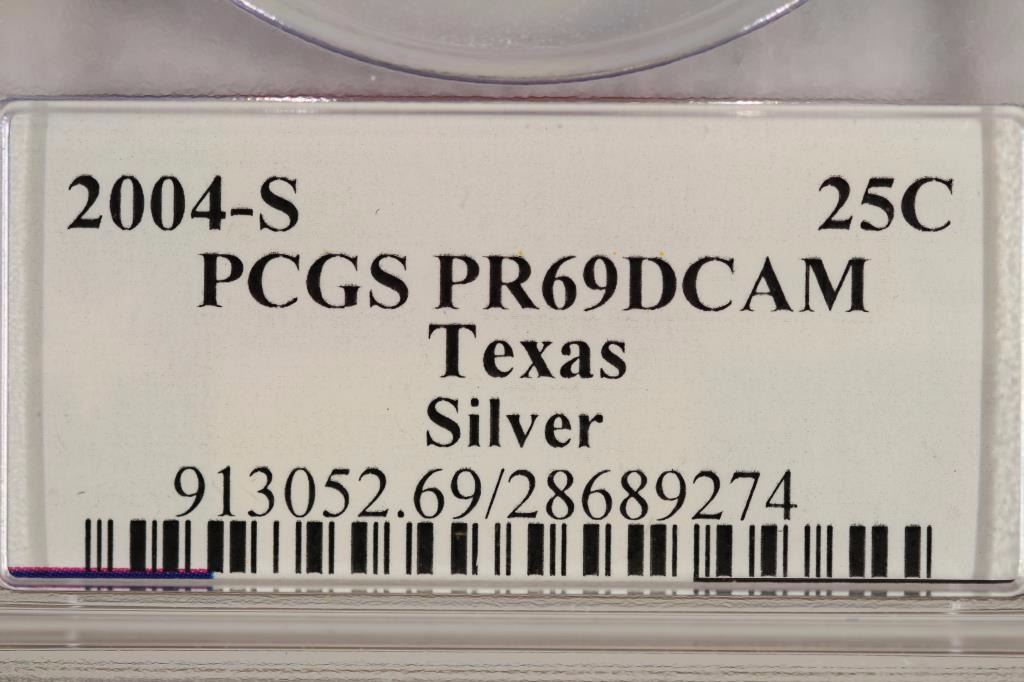 2004-S 25C
PCGS PR69DCAM
Texas
Silver
913052.69/28689274